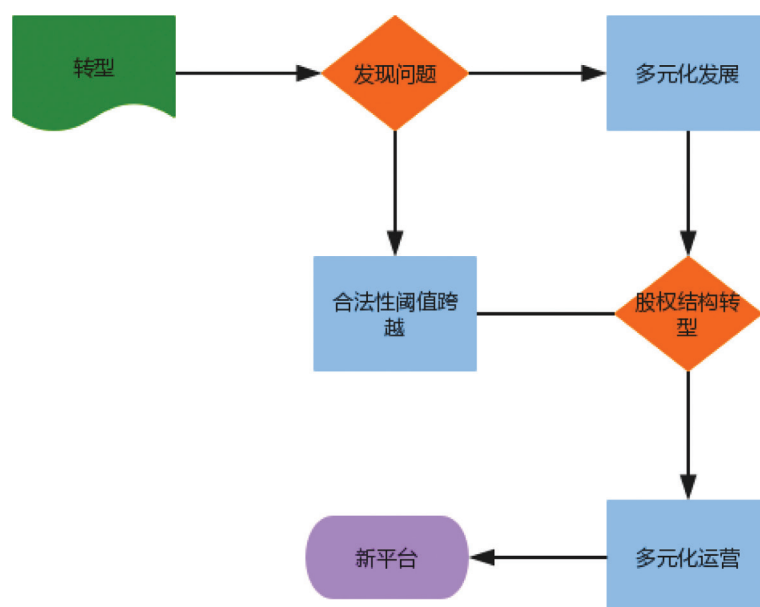 转型
发现问题
多元化发展
合法性阈值跨
越
股权结构转
型
新平台
多元化运营